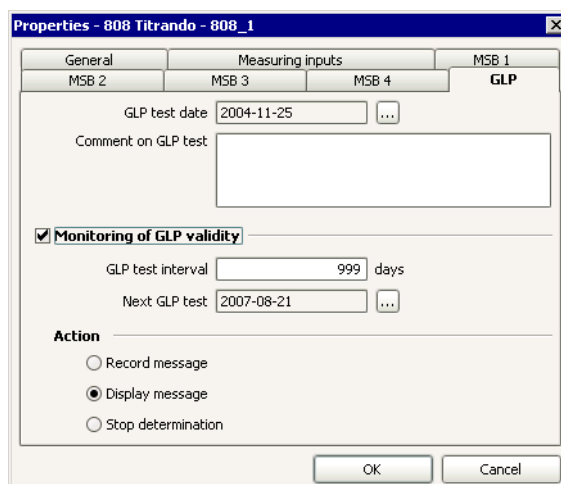 Properties - 808 Titrando - 808_1
General Measuring inputs MSB 1
MSB 2 MSB 3 MSB 4 GLP
GLP test date 2004-11-25 ...
Comment on GLP test
Monitoring of GLP validity
GLP test interval 999 days
Next GLP test 2007-08-21 ...
Action
Record message
Display message
Stop determination
OK Cancel